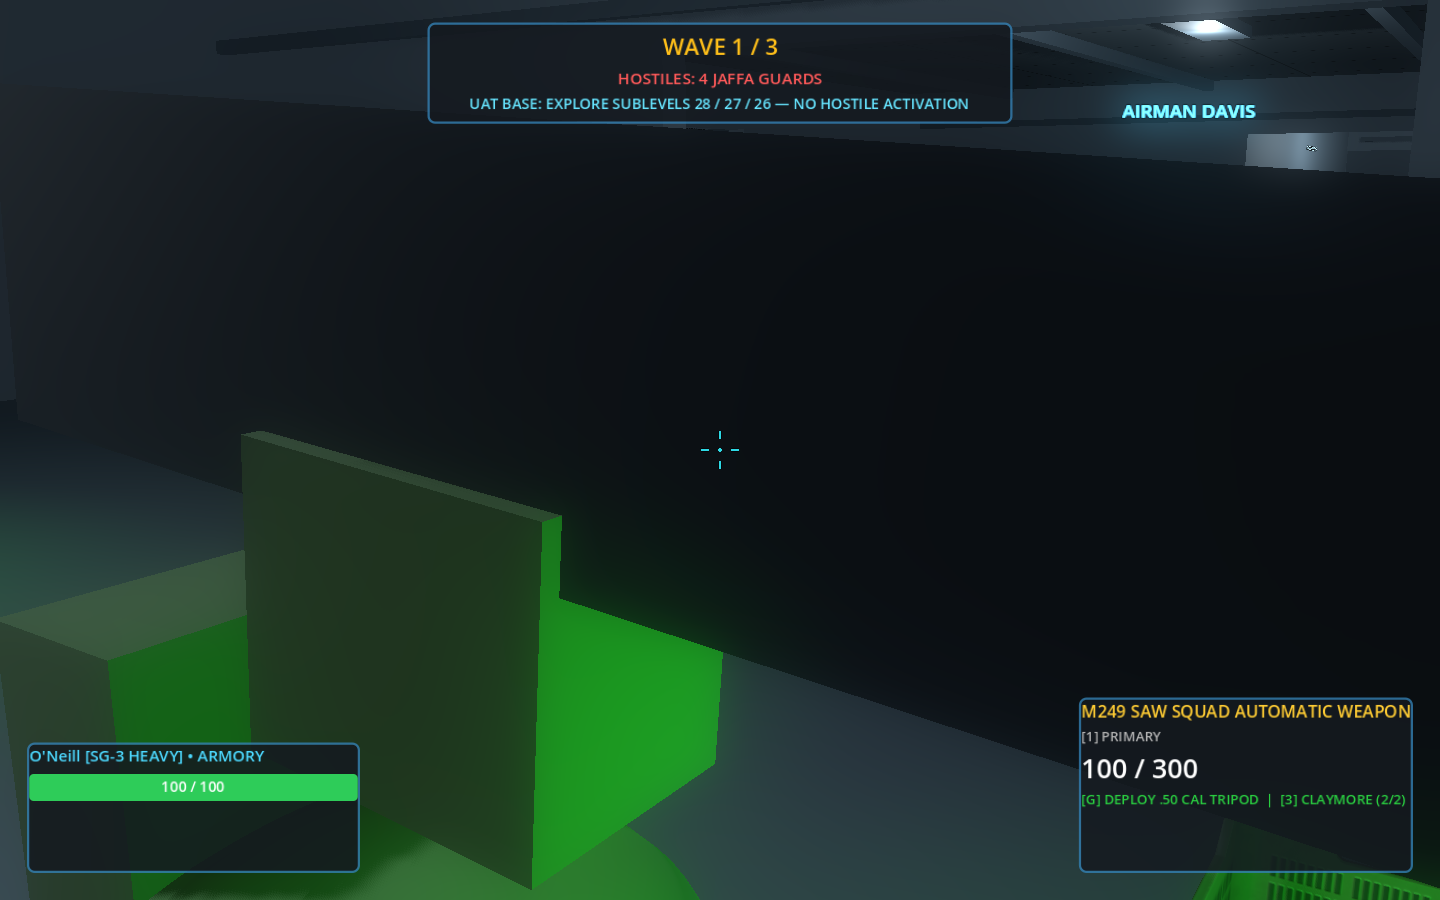 WAVE 1 / 3
HOSTILES: 4 JAFFA GUARDS
UAT BASE: EXPLORE SUBLEVELS 28 / 27 / 26 — NO HOSTILE ACTIVATION
AIRMAN DAVIS
O'Neill [SG-3 HEAVY] • ARMORY
100 / 100
M249 SAW SQUAD AUTOMATIC WEAPON
[1] PRIMARY
100 / 300
[G] DEPLOY .50 CAL TRIPOD | [3] CLAYMORE (2/2)